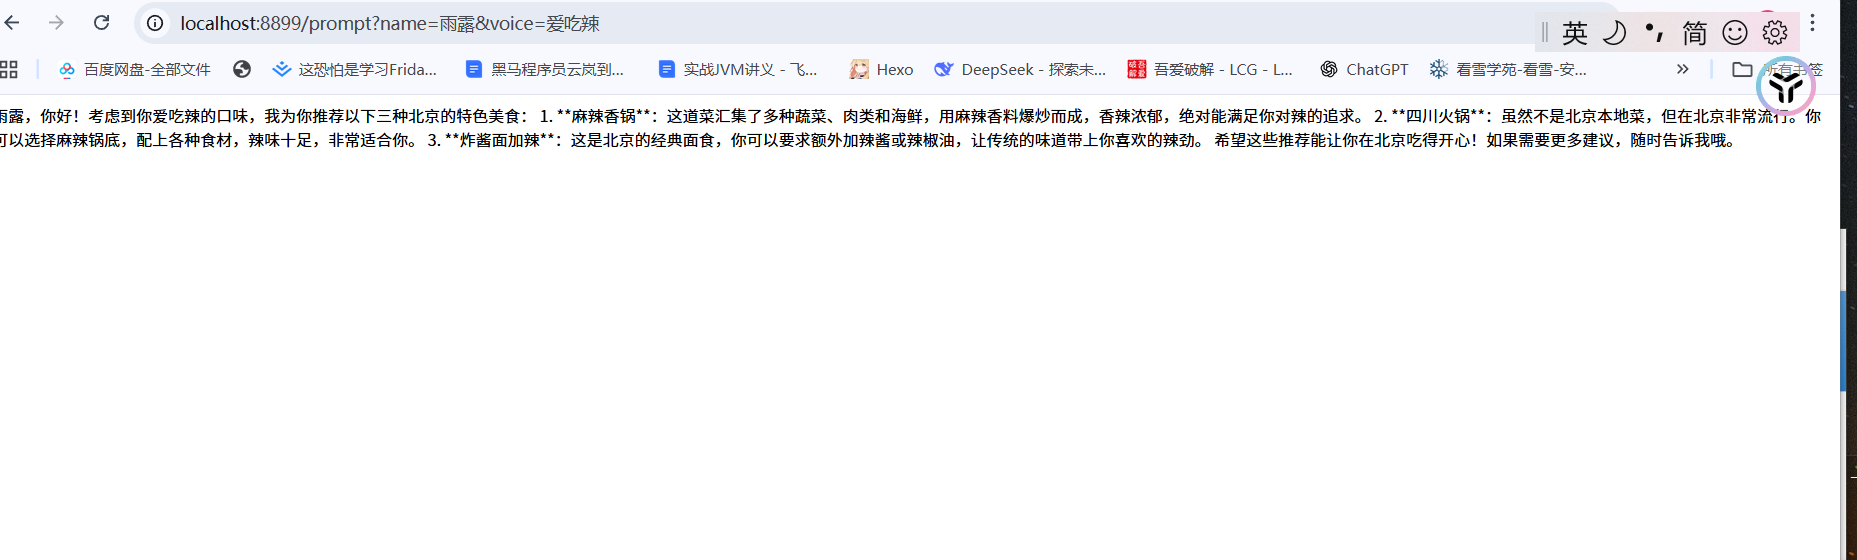 localhost:8899/prompt?name=雨露&voice=爱吃辣
英 简
百度网盘-全部文件 这恐怕是学习Frida... 黑马程序员云岚到... 实战JVM讲义 - 飞... Hexo DeepSeek - 探索未... 吾爱破解 - LCG - L... ChatGPT 看雪学苑-看雪-安... 所有书签
雨露，你好！考虑到你爱吃辣的口味，我为你推荐以下三种北京的特色美食： 1. **麻辣香锅**：这道菜汇集了多种蔬菜、肉类和海鲜，用麻辣香料爆炒而成，香辣浓郁，绝对能满足你对辣的追求。 2. **四川火锅**：虽然不是北京本地菜，但在北京非常流行。你
可以选择麻辣锅底，配上各种食材，辣味十足，非常适合你。 3. **炸酱面加辣**：这是北京的经典面食，你可以要求额外加辣酱或辣椒油，让传统的味道带上你喜欢的辣劲。 希望这些推荐能让你在北京吃得开心！如果需要更多建议，随时告诉我哦。